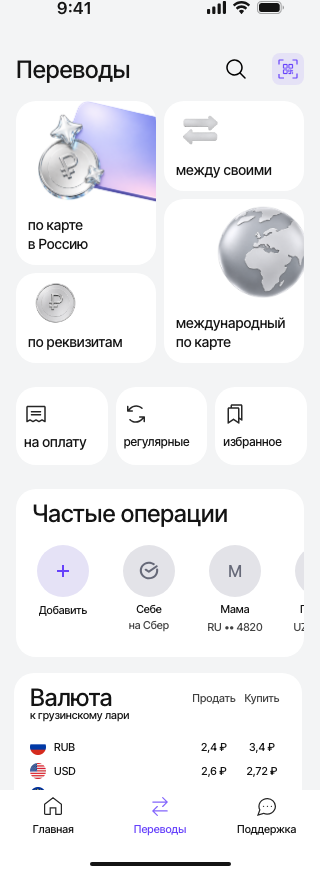 9:41
Переводы
по карте
в Россию
между своими
по реквизитам
международный
по карте
на оплату
регулярные
избранное
Частые операции
Добавить
Себе
на Сбер
М
Мама
RU •• 4820
Валюта
к грузинскому лари
Продать Купить
RUB 2,4 ₽ 3,4 ₽
USD 2,6 ₽ 2,72 ₽
Главная
Переводы
Поддержка